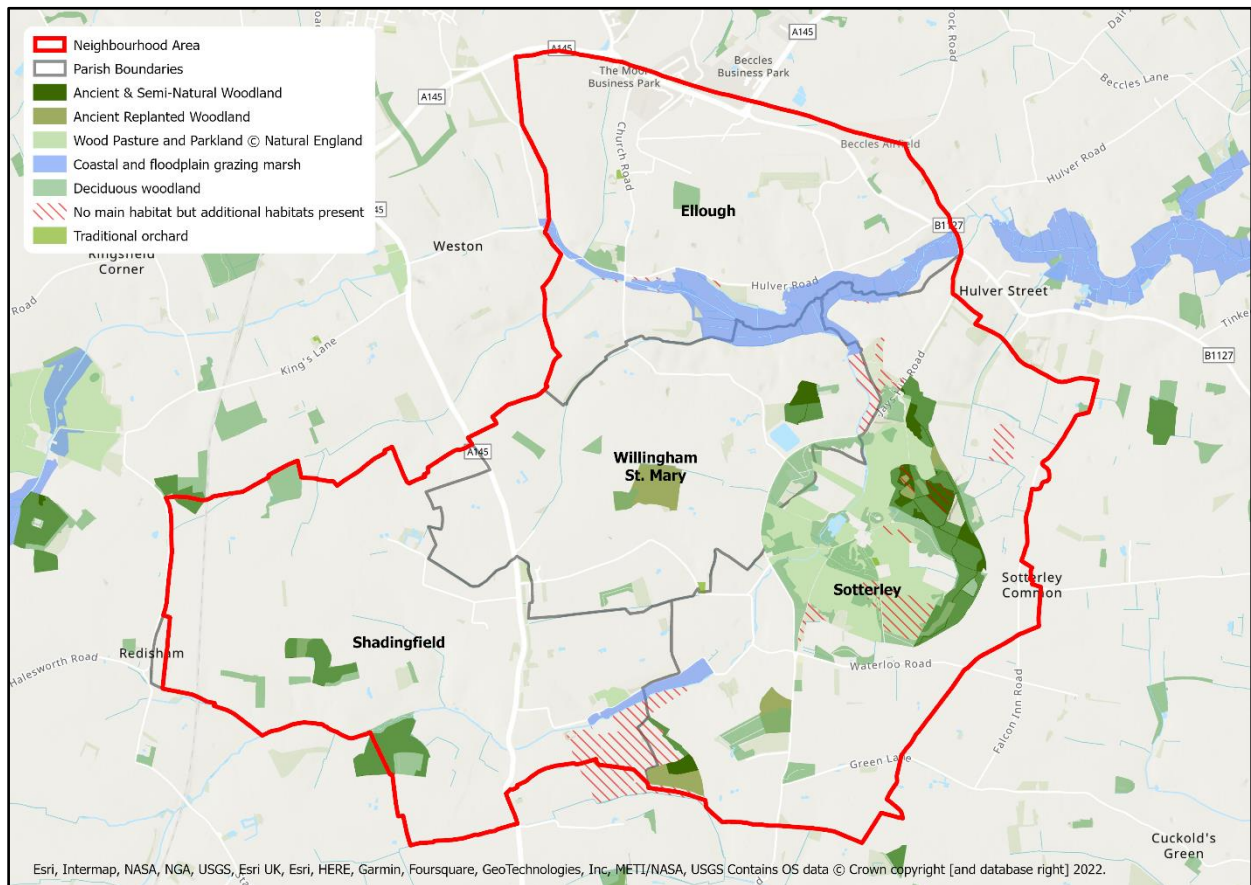 Neighbourhood Area
Parish Boundaries
Ancient & Semi-Natural Woodland
Ancient Replanted Woodland
Wood Pasture and Parkland © Natural England
Coastal and floodplain grazing marsh
Deciduous woodland
No main habitat but additional habitats present
Traditional orchard
A145
A145
A145
The Moor
Business Park
Beccles
Business Park
Beccles Lane
Church Road
Beccles Airfield
Hulver Road
Ellough
B1127
Weston
Corner
Road
Hulver Road
Hulver Street
King's Lane
B1127
A145
Willingham
St. Mary
Sotterley
Sotterley
Common
Shadingfield
Redisham
Halesworth Road
Waterloo Road
Falcon Inn Road
Green Lane
Cuckold's
Green
Esri, Intermap, NASA, NGA, USGS, Esri UK, Esri, HERE, Garmin, Foursquare, GeoTechnologies, Inc, METI/NASA, USGS Contains OS data © Crown copyright [and database right] 2022.